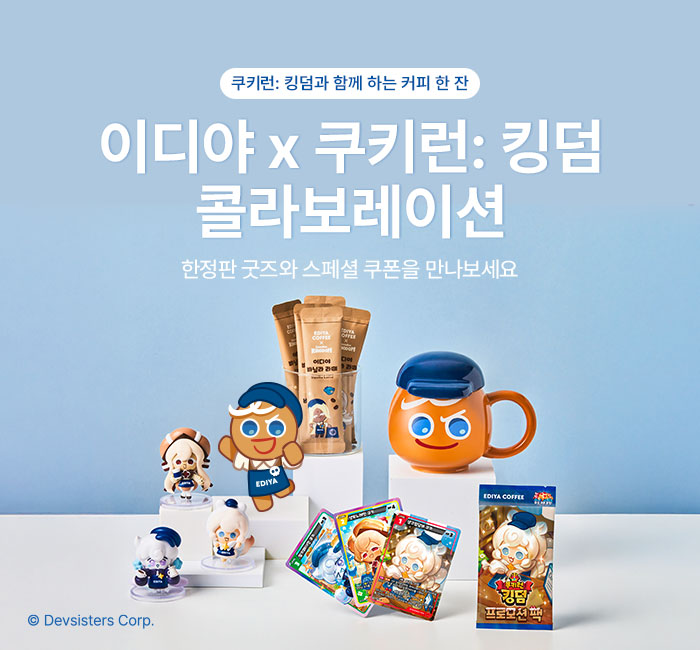 쿠키런: 킹덤과 함께 하는 커피 한 잔
이디야 x 쿠키런: 킹덤
콜라보레이션
한정판 굿즈와 스페셜 쿠폰을 만나보세요
EDIYA
COFFEE
이디야
바닐라 라떼
EDIYA
EDIYA COFFEE
쿠키런
킹덤
프로모션 팩
© Devsisters Corp.